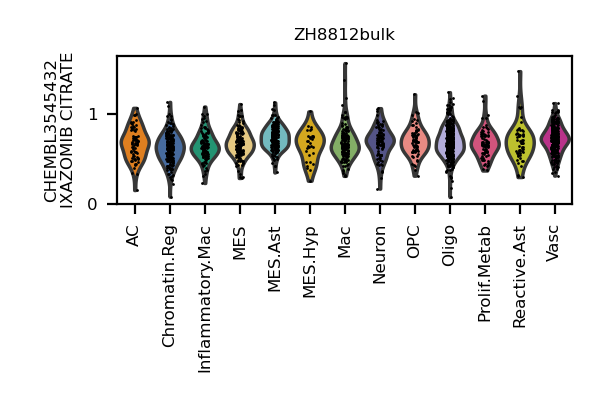 ZH8812bulk
CHEMBL3545432
IXAZOMIB CITRATE
1
0
AC
Chromatin.Reg
Inflammatory.Mac
MES
MES.Ast
MES.Hyp
Mac
Neuron
OPC
Oligo
Prolif.Metab
Reactive.Ast
Vasc